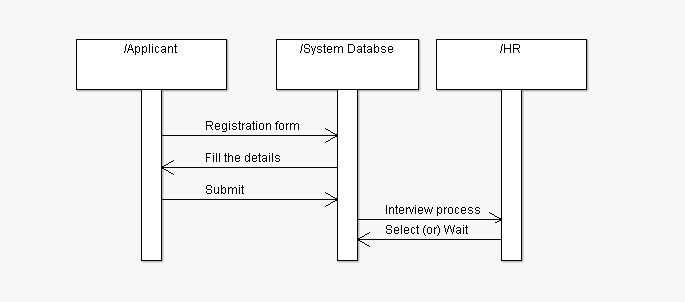 /Applicant
/System Databse
/HR
Registration form
Fill the details
Submit
Interview process
Select (or) Wait